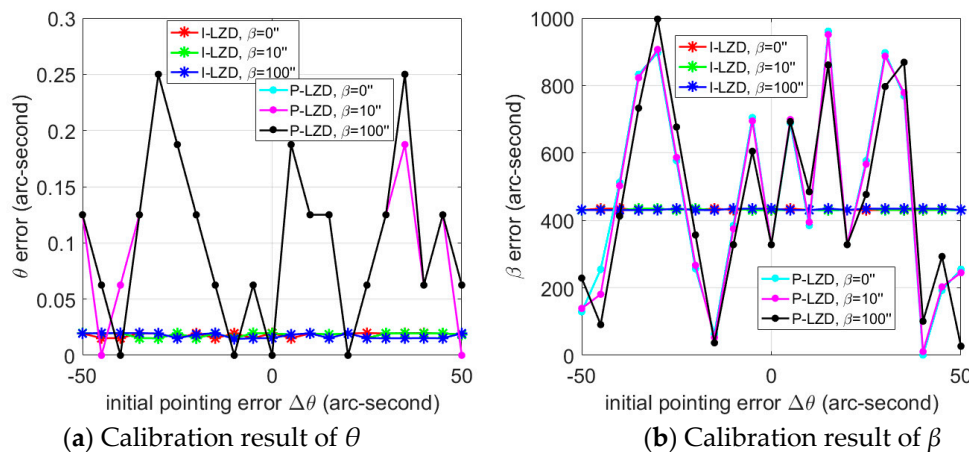 0.3
0.25
0.2
0.15
0.1
0.05
0
θ error (arc-second)
I-LZD, β=0"
I-LZD, β=10"
I-LZD, β=100"
P-LZD, β=0"
P-LZD, β=10"
P-LZD, β=100"
-50 0 50
initial pointing error Δθ (arc-second)
(a) Calibration result of θ
1000
800
600
400
200
0
β error (arc-second)
I-LZD, β=0"
I-LZD, β=10"
I-LZD, β=100"
P-LZD, β=0"
P-LZD, β=10"
P-LZD, β=100"
-50 0 50
initial pointing error Δθ (arc-second)
(b) Calibration result of β